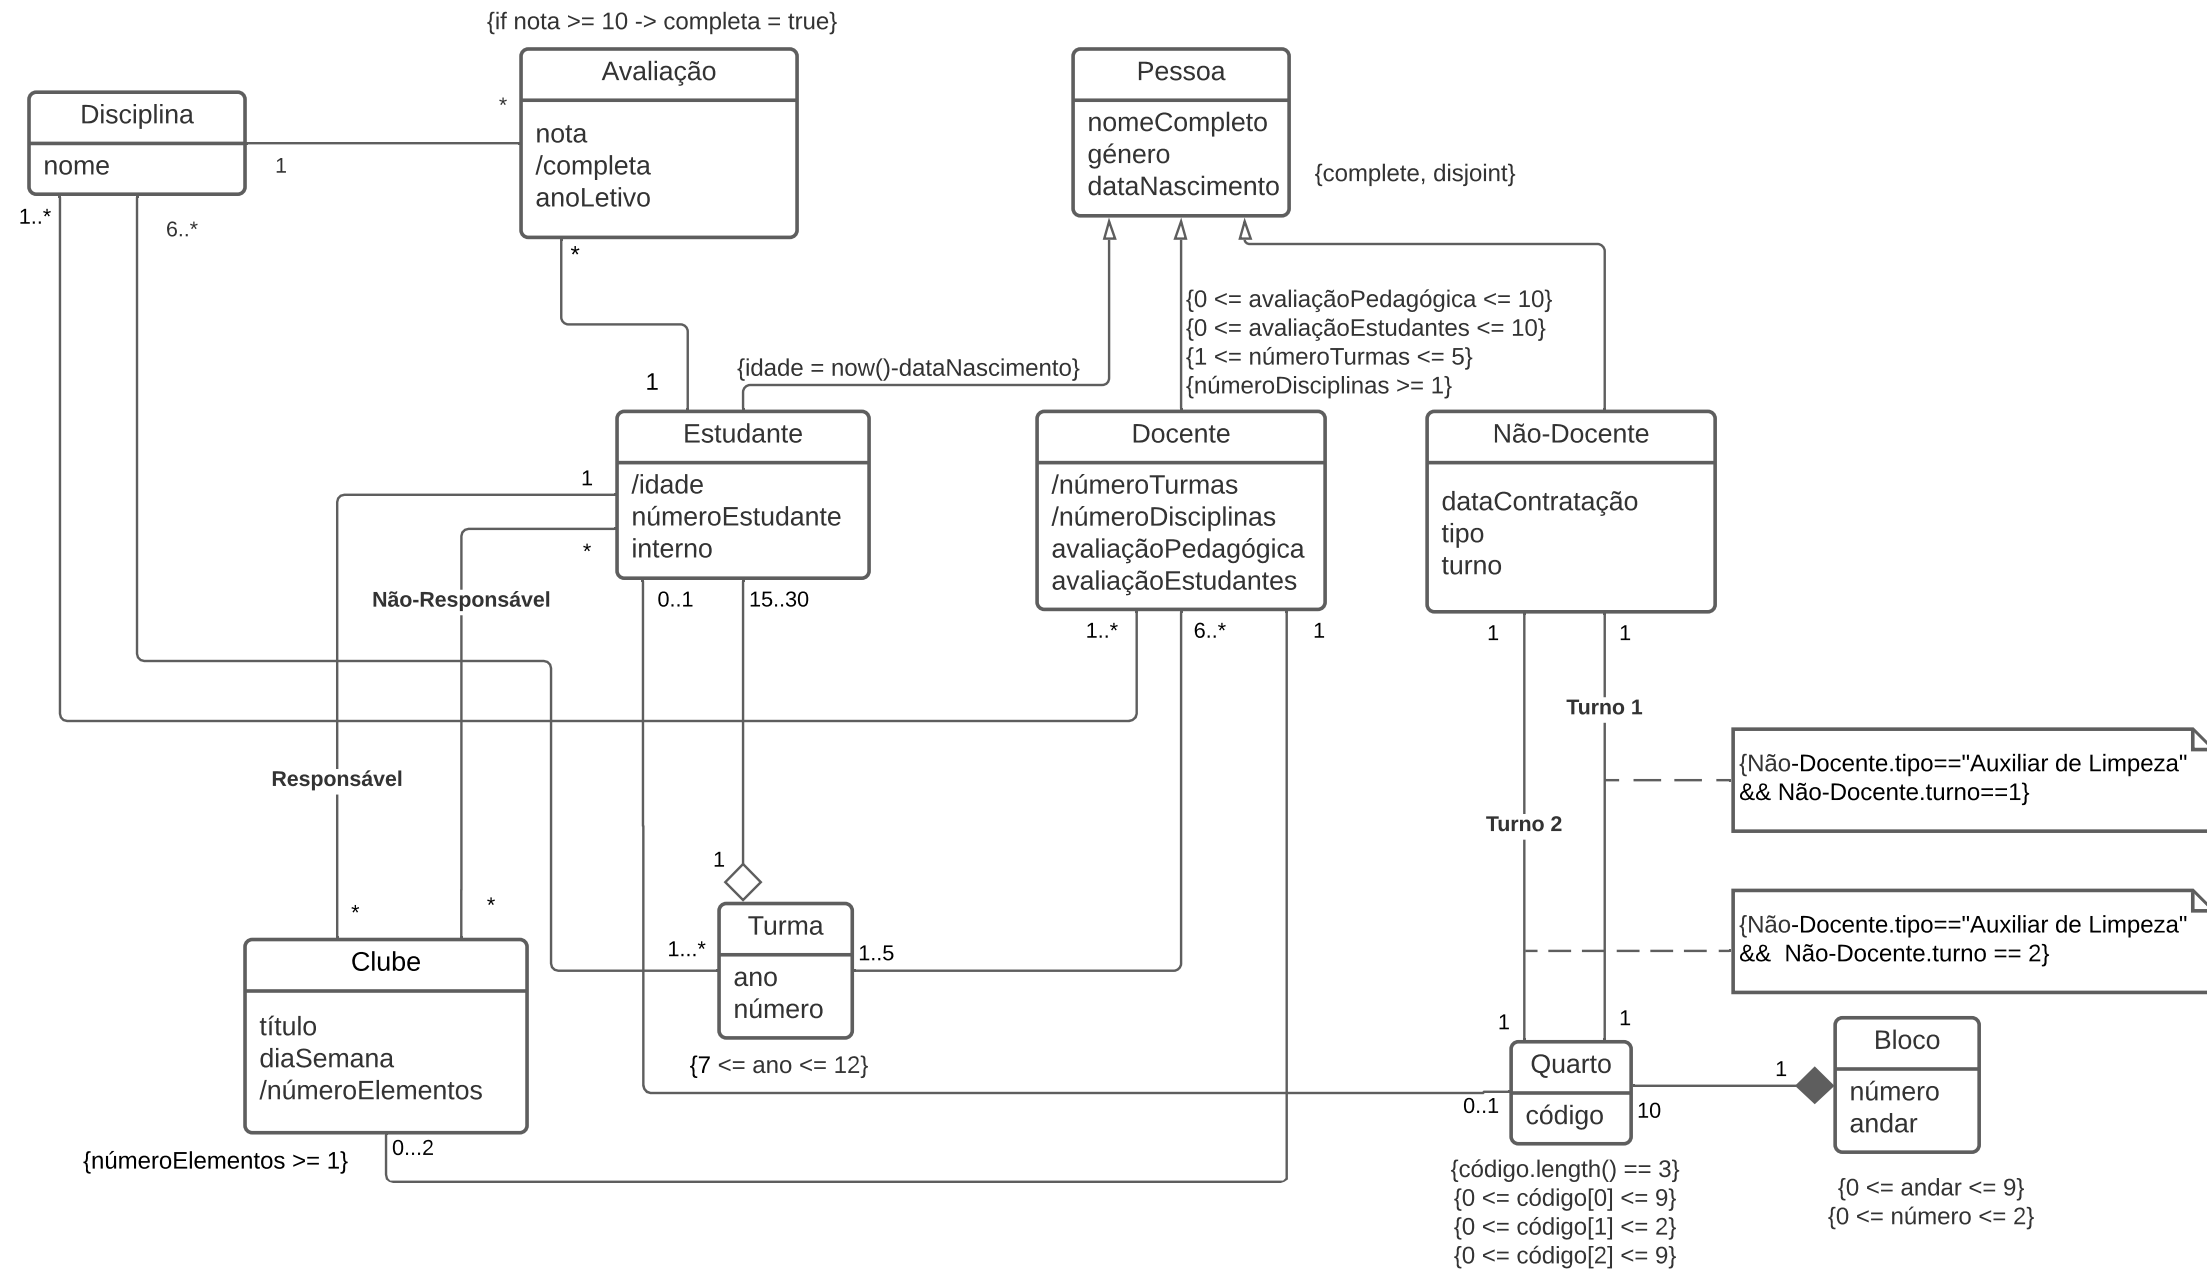 {if nota >= 10 -> completa = true}
Avaliação
nota
/completa
anoLetivo
Pessoa
nomeCompleto
género
dataNascimento
{complete, disjoint}
Disciplina
nome
*
1
1..*
6..*
*
1
{idade = now()-dataNascimento}
{0 <= avaliaçãoPedagógica <= 10}
{0 <= avaliaçãoEstudantes <= 10}
{1 <= númeroTurmas <= 5}
{númeroDisciplinas >= 1}
Estudante
/idade
númeroEstudante
interno
Docente
/númeroTurmas
/númeroDisciplinas
avaliaçãoPedagógica
avaliaçãoEstudantes
Não-Docente
dataContratação
tipo
turno
1
*
Não-Responsável
0..1
15..30
1..*
6..*
1
1
1
Turno 1
Responsável
Turno 2
{Não-Docente.tipo=="Auxiliar de Limpeza"
&& Não-Docente.turno==1}
1
*
*
{Não-Docente.tipo=="Auxiliar de Limpeza"
&&  Não-Docente.turno == 2}
Turma
ano
número
1...*
1..5
{7 <= ano <= 12}
Clube
título
diaSemana
/númeroElementos
{númeroElementos >= 1}
0...2
1
1
Quarto
código
0..1
10
1
Bloco
número
andar
{código.length() == 3}
{0 <= código[0] <= 9}
{0 <= código[1] <= 2}
{0 <= código[2] <= 9}
{0 <= andar <= 9}
{0 <= número <= 2}